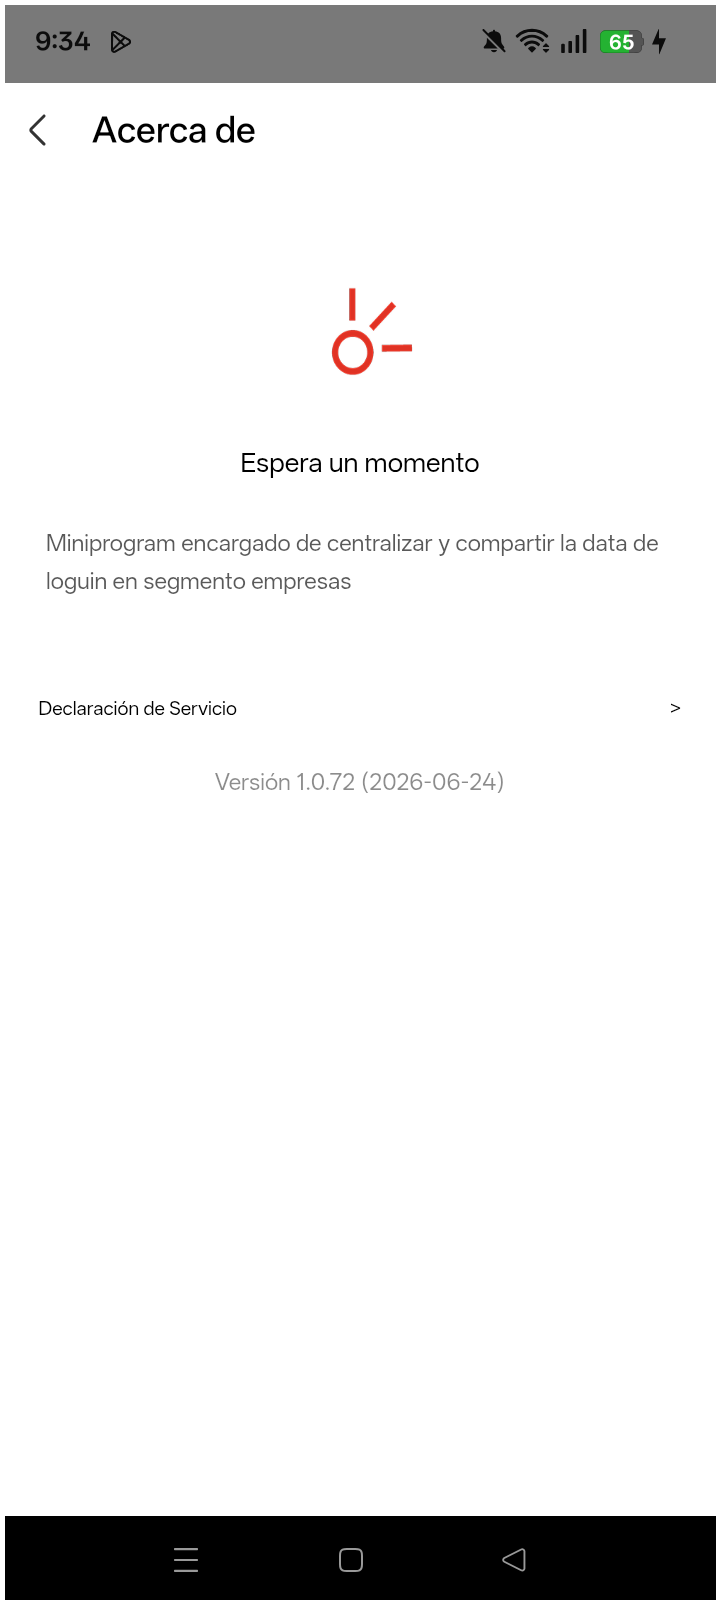 9:34
65
Acerca de
Espera un momento
Miniprogram encargado de centralizar y compartir la data de
loguin en segmento empresas
Declaración de Servicio >
Versión 1.0.72 (2026-06-24)